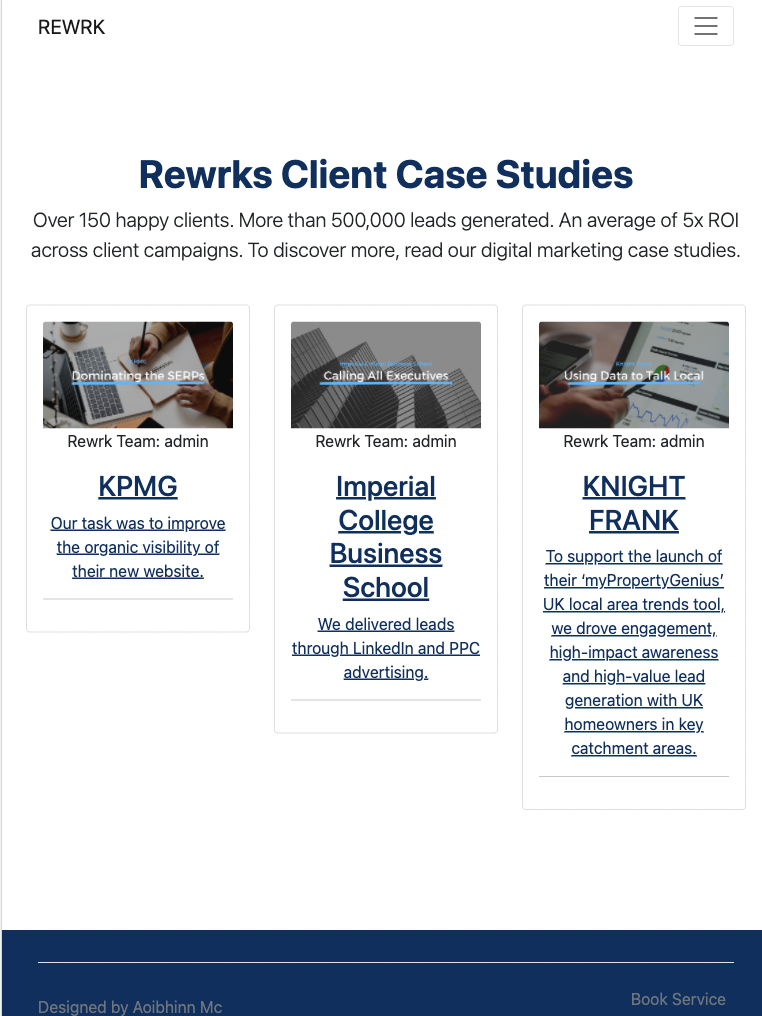 REWRK
Rewrks Client Case Studies
Over 150 happy clients. More than 500,000 leads generated. An average of 5x ROI
across client campaigns. To discover more, read our digital marketing case studies.
Dominating the SERPs
Rewrk Team: admin
KPMG
Our task was to improve
the organic visibility of
their new website.
Calling All Executives
Rewrk Team: admin
Imperial
College
Business
School
We delivered leads
through LinkedIn and PPC
advertising.
Using Data to Talk Local
Rewrk Team: admin
KNIGHT
FRANK
To support the launch of
their ‘myPropertyGenius’
UK local area trends tool,
we drove engagement,
high-impact awareness
and high-value lead
generation with UK
homeowners in key
catchment areas.
Designed by Aoibhinn Mc
Book Service